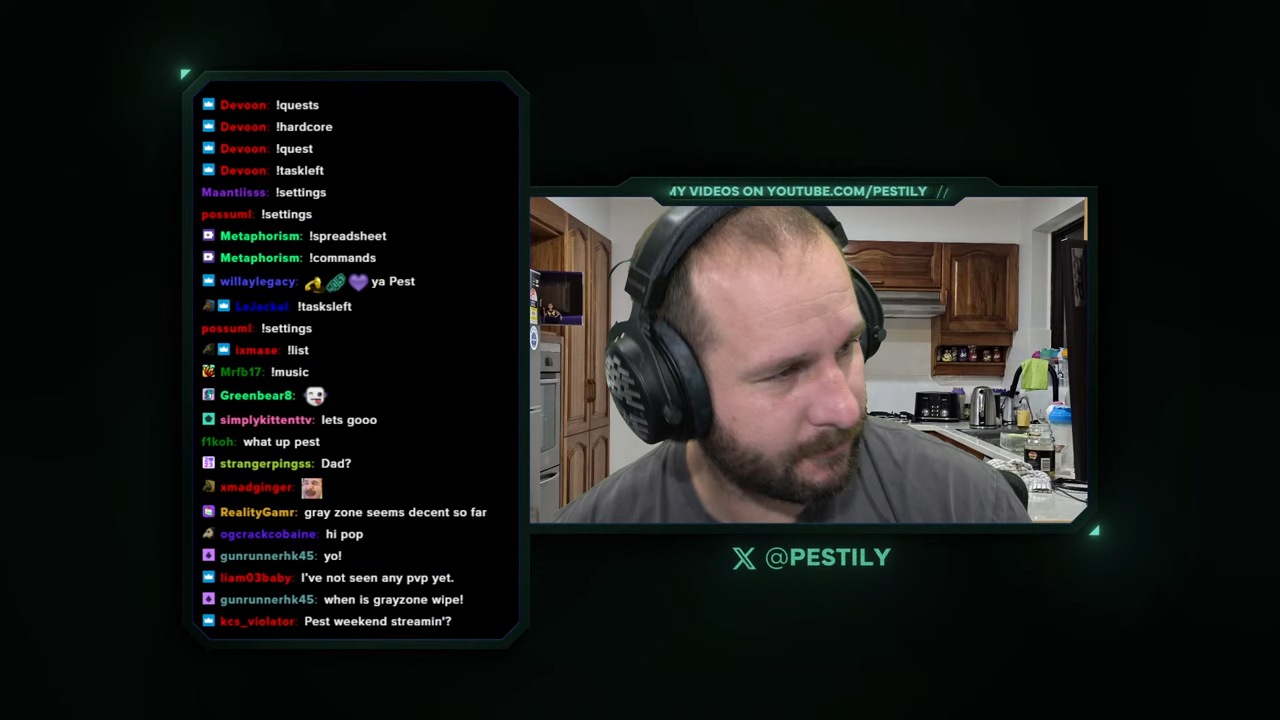 Devoon: !quests
Devoon: !hardcore
Devoon: !quest
Devoon: !taskleft
Maantiisss: !settings
possuml: !settings
Metaphorism: !spreadsheet
Metaphorism: !commands
willaylegacy: ya Pest
LeJackal: !tasksleft
possuml: !settings
lxmase: !list
Mrfb17: !music
Greenbear8:
simplykittenttv: lets gooo
f1koh: what up pest
strangerpingss: Dad?
xmadginger:
RealityGamr: gray zone seems decent so far
ogcrackcobaine: hi pop
gunrunnerhk45: yo!
liam03baby: I've not seen any pvp yet.
gunrunnerhk45: when is grayzone wipe!
kcs_violator: Pest weekend streamin'?
MY VIDEOS ON YOUTUBE.COM/PESTILY //
X @PESTILY